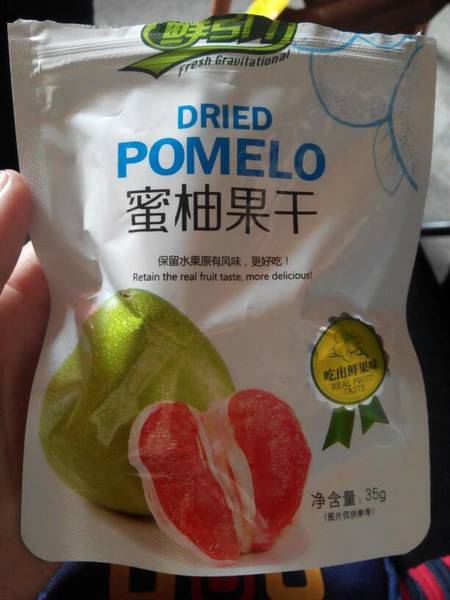 Fresh Gravitational
DRIED
POMELO
蜜柚果干
保留水果原有风味，更好吃！
Retain the real fruit taste, more delicious!
吃出鲜果味
REAL FRUIT
TASTE
净含量: 35g
(图片仅供参考)